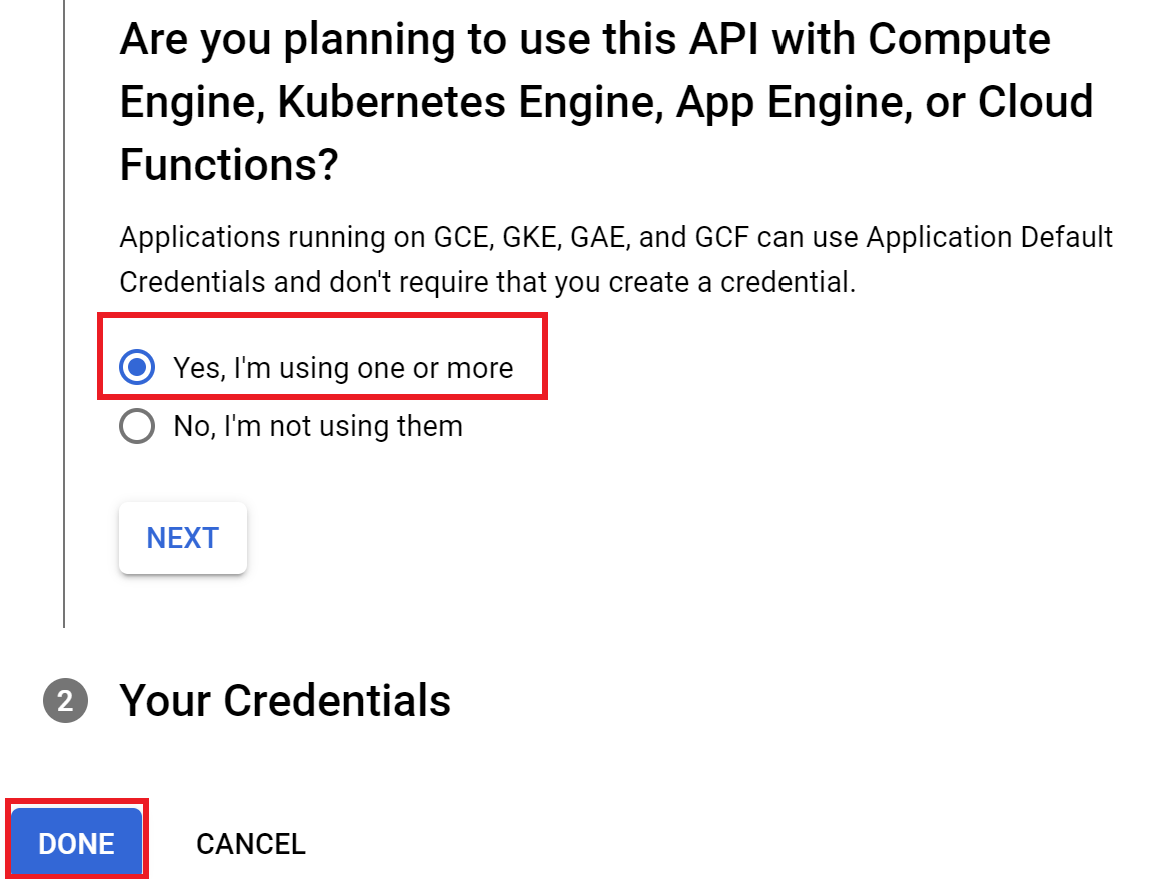 Are you planning to use this API with Compute
Engine, Kubernetes Engine, App Engine, or Cloud
Functions?
Applications running on GCE, GKE, GAE, and GCF can use Application Default
Credentials and don't require that you create a credential.
Yes, I'm using one or more
No, I'm not using them
NEXT
2 Your Credentials
DONE CANCEL